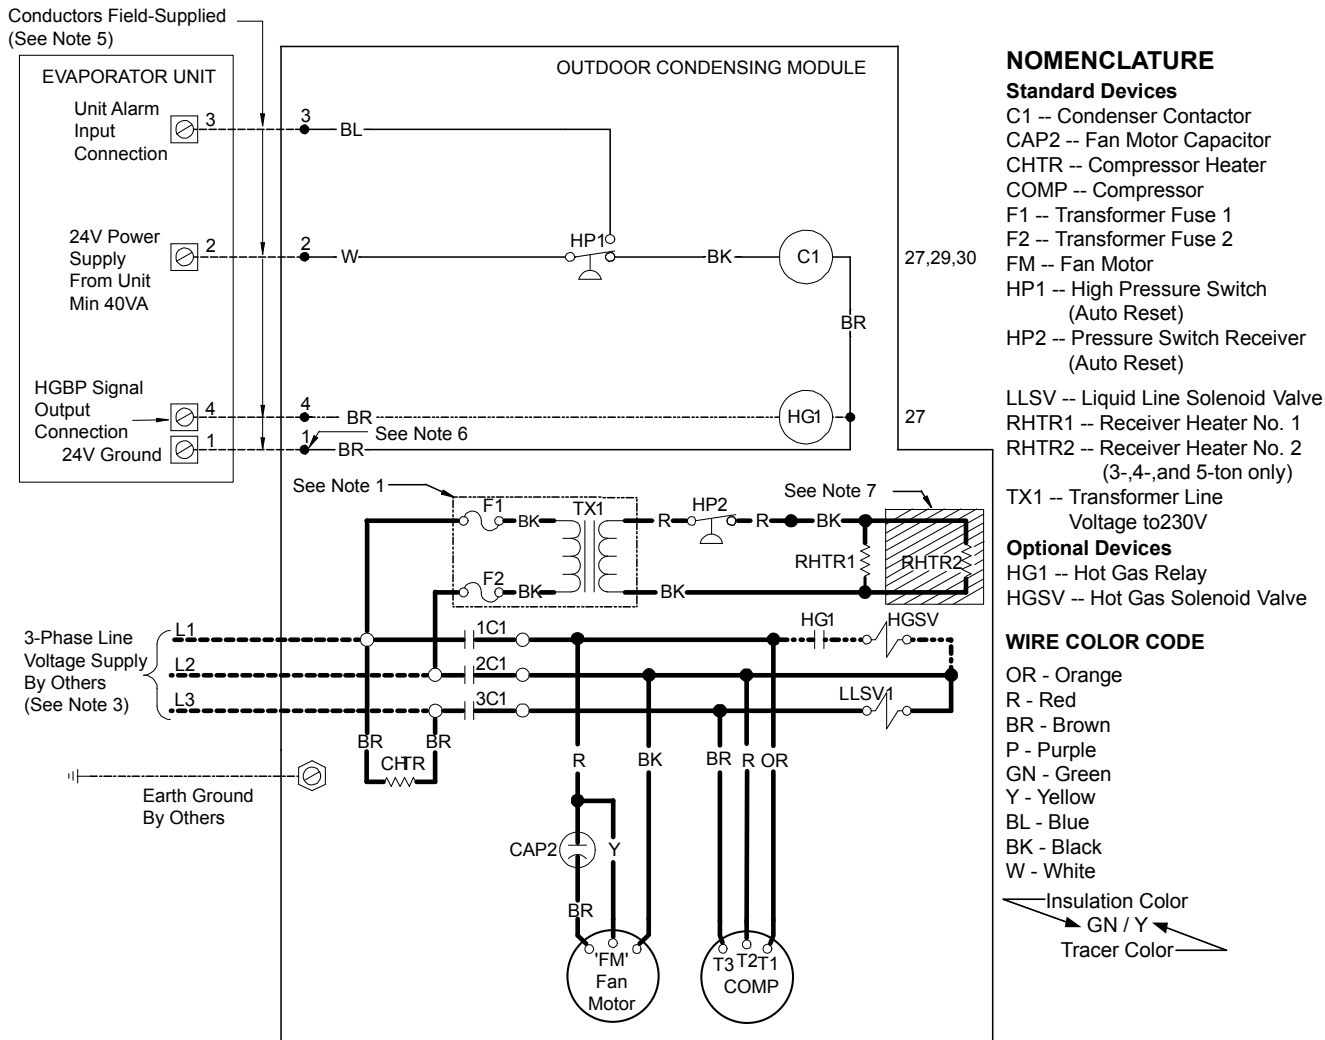 Conductors Field-Supplied
(See Note 5)
EVAPORATOR UNIT
OUTDOOR CONDENSING MODULE
Unit Alarm
Input
Connection
3
3
BL
24V Power
Supply
From Unit
Min 40VA
2
2
W
HP1
BK
C1
27,29,30
BR
HGBP Signal
Output
Connection
4
4
BR
HG1
27
24V Ground
1
1
BR
See Note 6
See Note 1
F1
BK
TX1
R
HP2
R
BK
See Note 7
RHTR1
RHTR2
F2
BK
BK
3-Phase Line
Voltage Supply
By Others
(See Note 3)
L1
1C1
HG1
HGSV
L2
2C1
L3
3C1
LLSV1
BR
BR
CHTR
R
BK
BR
R
OR
Earth Ground
By Others
CAP2
Y
BR
'FM'
Fan
Motor
T3
T2
T1
COMP
NOMENCLATURE
Standard Devices
C1 -- Condenser Contactor
CAP2 -- Fan Motor Capacitor
CHTR -- Compressor Heater
COMP -- Compressor
F1 -- Transformer Fuse 1
F2 -- Transformer Fuse 2
FM -- Fan Motor
HP1 -- High Pressure Switch
(Auto Reset)
HP2 -- Pressure Switch Receiver
(Auto Reset)
LLSV -- Liquid Line Solenoid Valve
RHTR1 -- Receiver Heater No. 1
RHTR2 -- Receiver Heater No. 2
(3-,4-,and 5-ton only)
TX1 -- Transformer Line
Voltage to230V
Optional Devices
HG1 -- Hot Gas Relay
HGSV -- Hot Gas Solenoid Valve
WIRE COLOR CODE
OR - Orange
R - Red
BR - Brown
P - Purple
GN - Green
Y - Yellow
BL - Blue
BK - Black
W - White
Insulation Color
GN / Y
Tracer Color